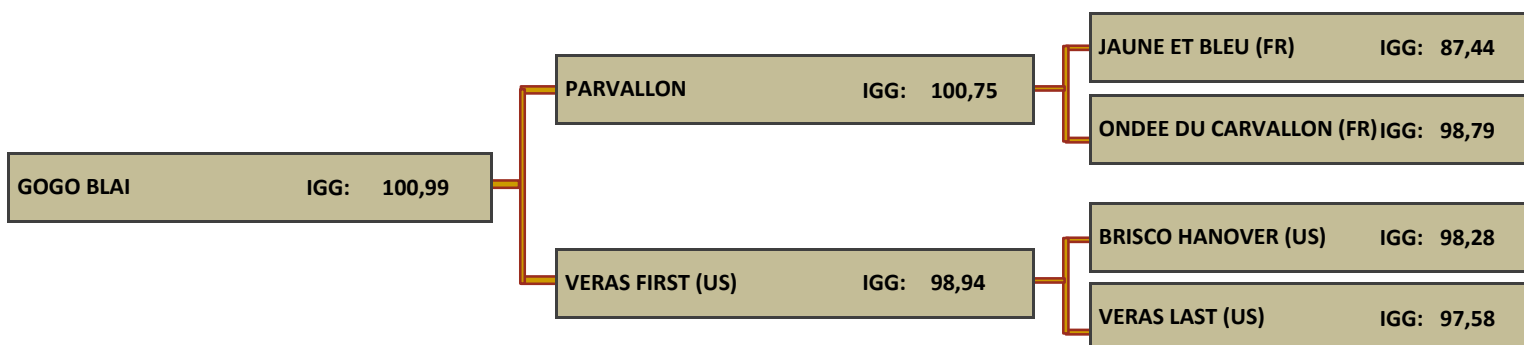 JAUNE ET BLEU (FR) IGG: 87,44
PARVALLON IGG: 100,75
ONDEE DU CARVALLON (FR) IGG: 98,79
GOGO BLAI IGG: 100,99
BRISCO HANOVER (US) IGG: 98,28
VERAS FIRST (US) IGG: 98,94
VERAS LAST (US) IGG: 97,58